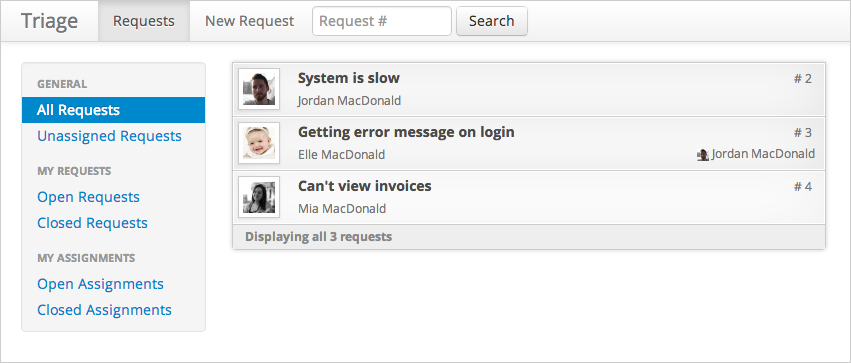 Triage Requests New Request Request # Search
GENERAL
All Requests
Unassigned Requests
MY REQUESTS
Open Requests
Closed Requests
MY ASSIGNMENTS
Open Assignments
Closed Assignments
System is slow # 2
Jordan MacDonald
Getting error message on login # 3
Elle MacDonald Jordan MacDonald
Can't view invoices # 4
Mia MacDonald
Displaying all 3 requests